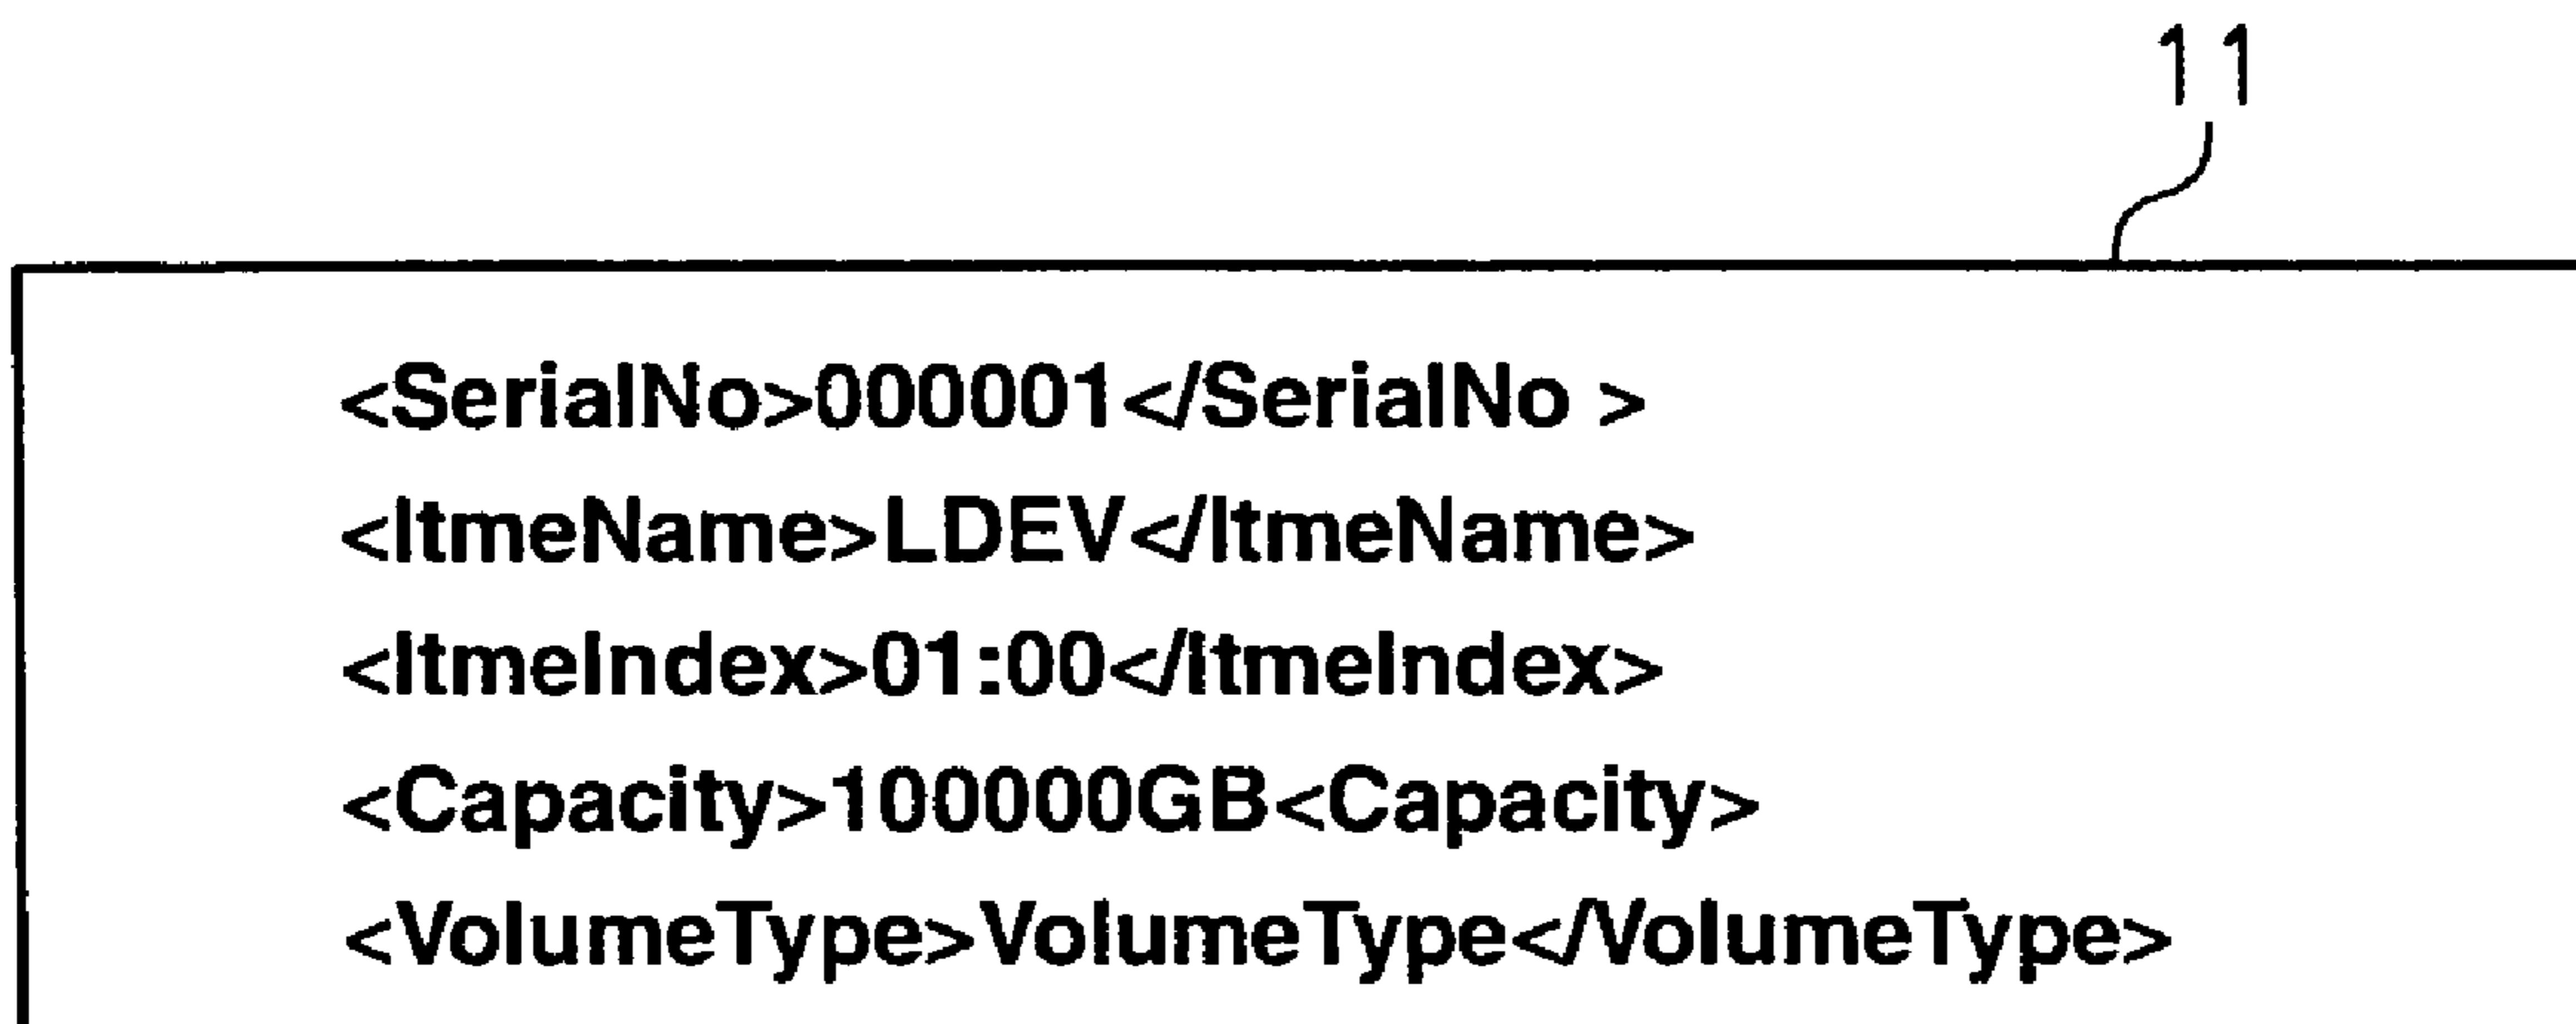 11
<SerialNo>000001</SerialNo >
<ItmeName>LDEV</ItmeName>
<ItmeIndex>01:00</ItmeIndex>
<Capacity>100000GB<Capacity>
<VolumeType>VolumeType</VolumeType>